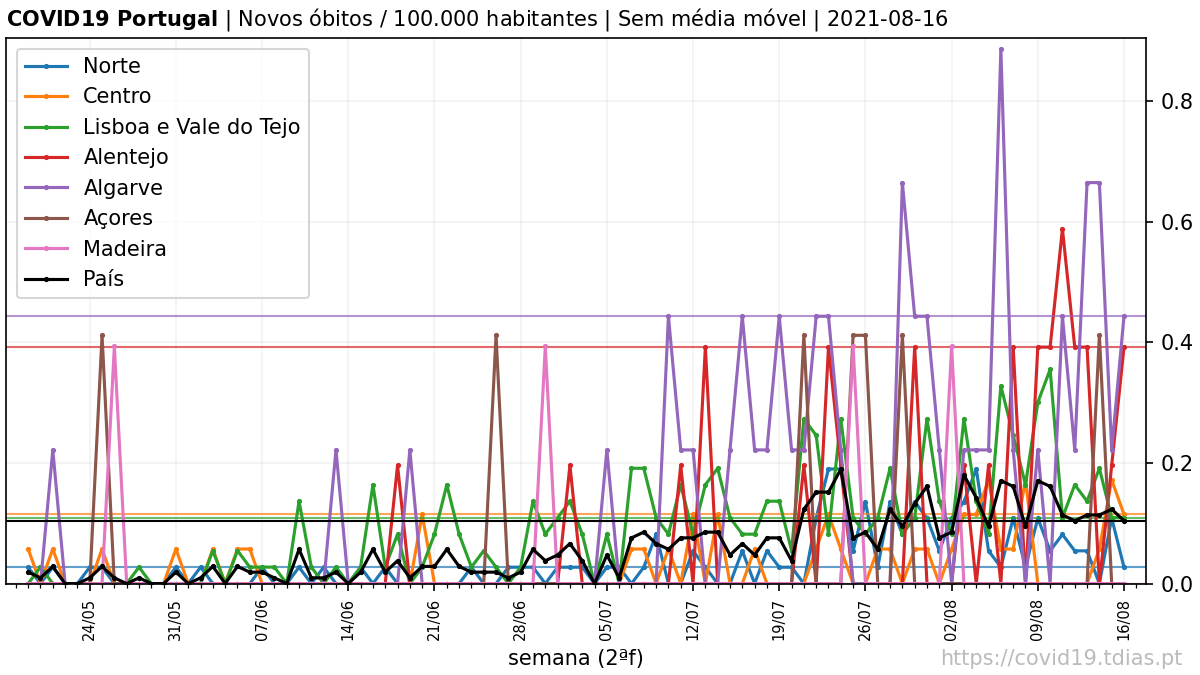 COVID19 Portugal | Novos óbitos / 100.000 habitantes | Sem média móvel | 2021-08-16
Norte
Centro
Lisboa e Vale do Tejo
Alentejo
Algarve
Açores
Madeira
País
0.8
0.6
0.4
0.2
0.0
24/05 31/05 07/06 14/06 21/06 28/06 05/07 12/07 19/07 26/07 02/08 09/08 16/08
semana (2ªf)
https://covid19.tdias.pt